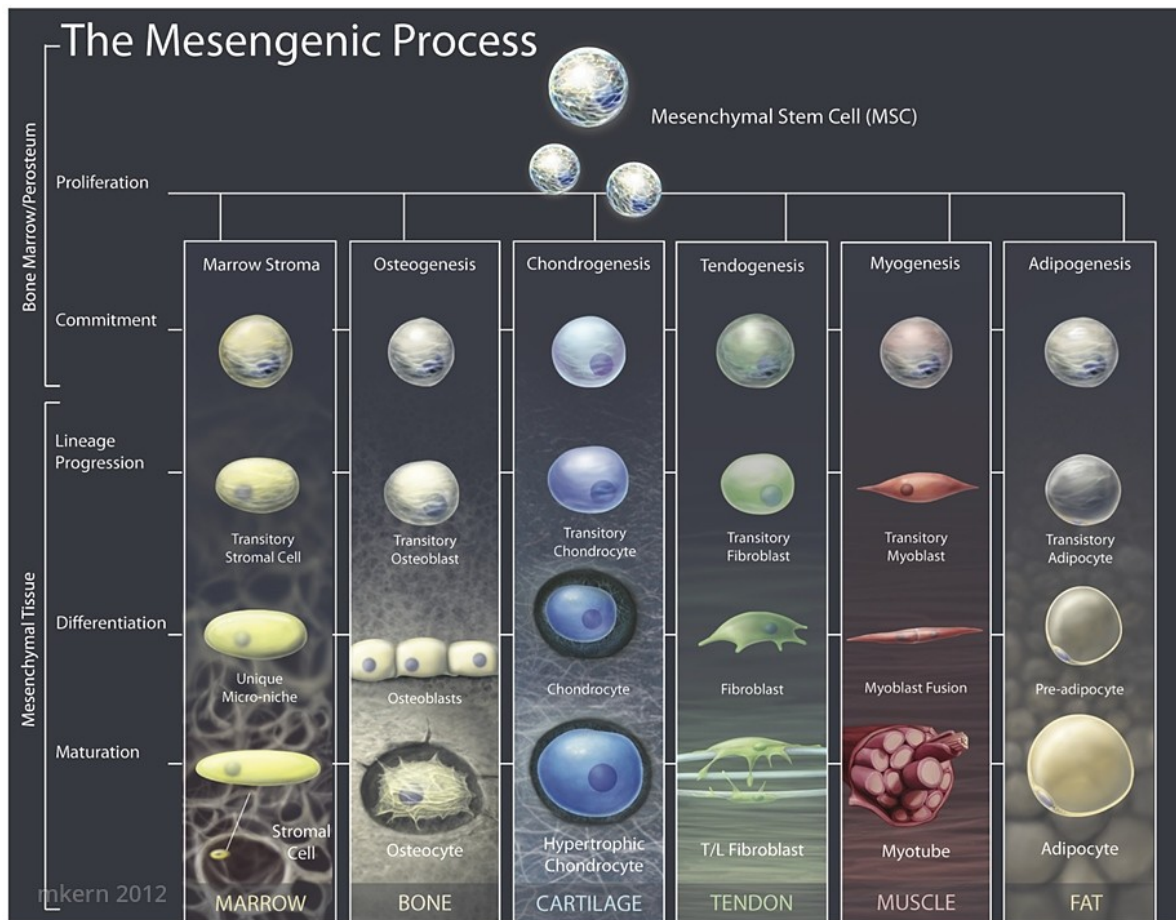 The Mesengenic Process
Mesenchymal Stem Cell (MSC)
Bone Marrow/Perosteum
Proliferation
Marrow Stroma
Osteogenesis
Chondrogenesis
Tendogenesis
Myogenesis
Adipogenesis
Commitment
Mesenchymal Tissue
Lineage
Progression
Transitory
Stromal Cell
Transitory
Osteoblast
Transitory
Chondrocyte
Transitory
Fibroblast
Transitory
Myoblast
Transistory
Adipocyte
Differentiation
Unique
Micro-niche
Osteoblasts
Chondrocyte
Fibroblast
Myoblast Fusion
Pre-adipocyte
Maturation
Stromal
Cell
Osteocyte
Hypertrophic
Chondrocyte
T/L Fibroblast
Myotube
Adipocyte
mkern 2012
MARROW
BONE
CARTILAGE
TENDON
MUSCLE
FAT